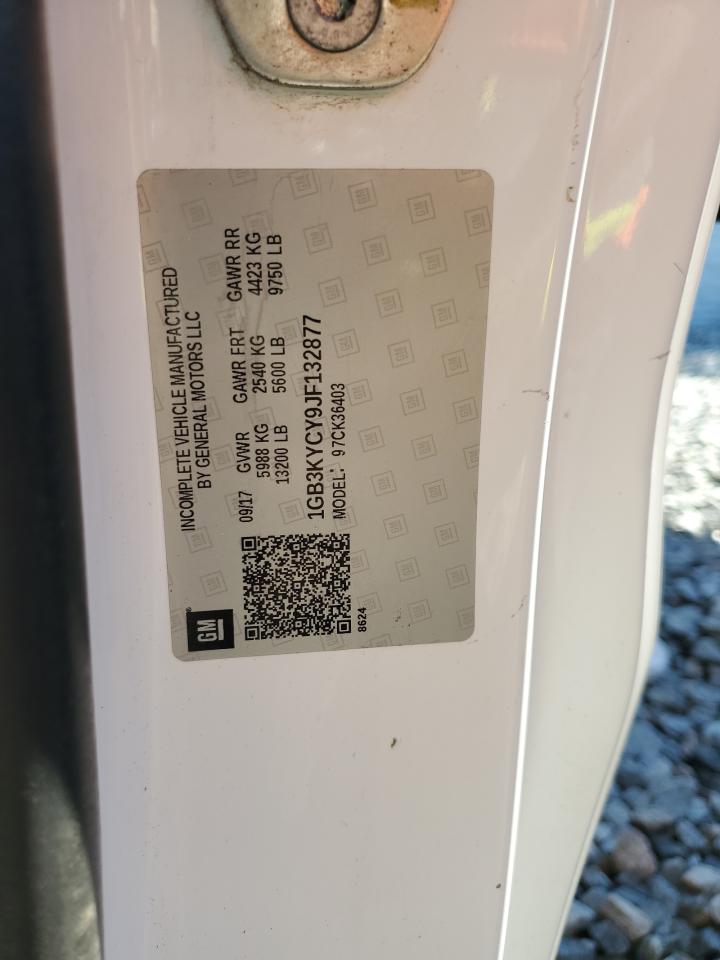 GM
INCOMPLETE VEHICLE MANUFACTURED
BY GENERAL MOTORS LLC
09/17 GVWR GAWR FRT GAWR RR
5988 KG 2540 KG 4423 KG
13200 LB 5600 LB 9750 LB
1GB3KYCY9JF132877
MODEL: 97CK36403
8624